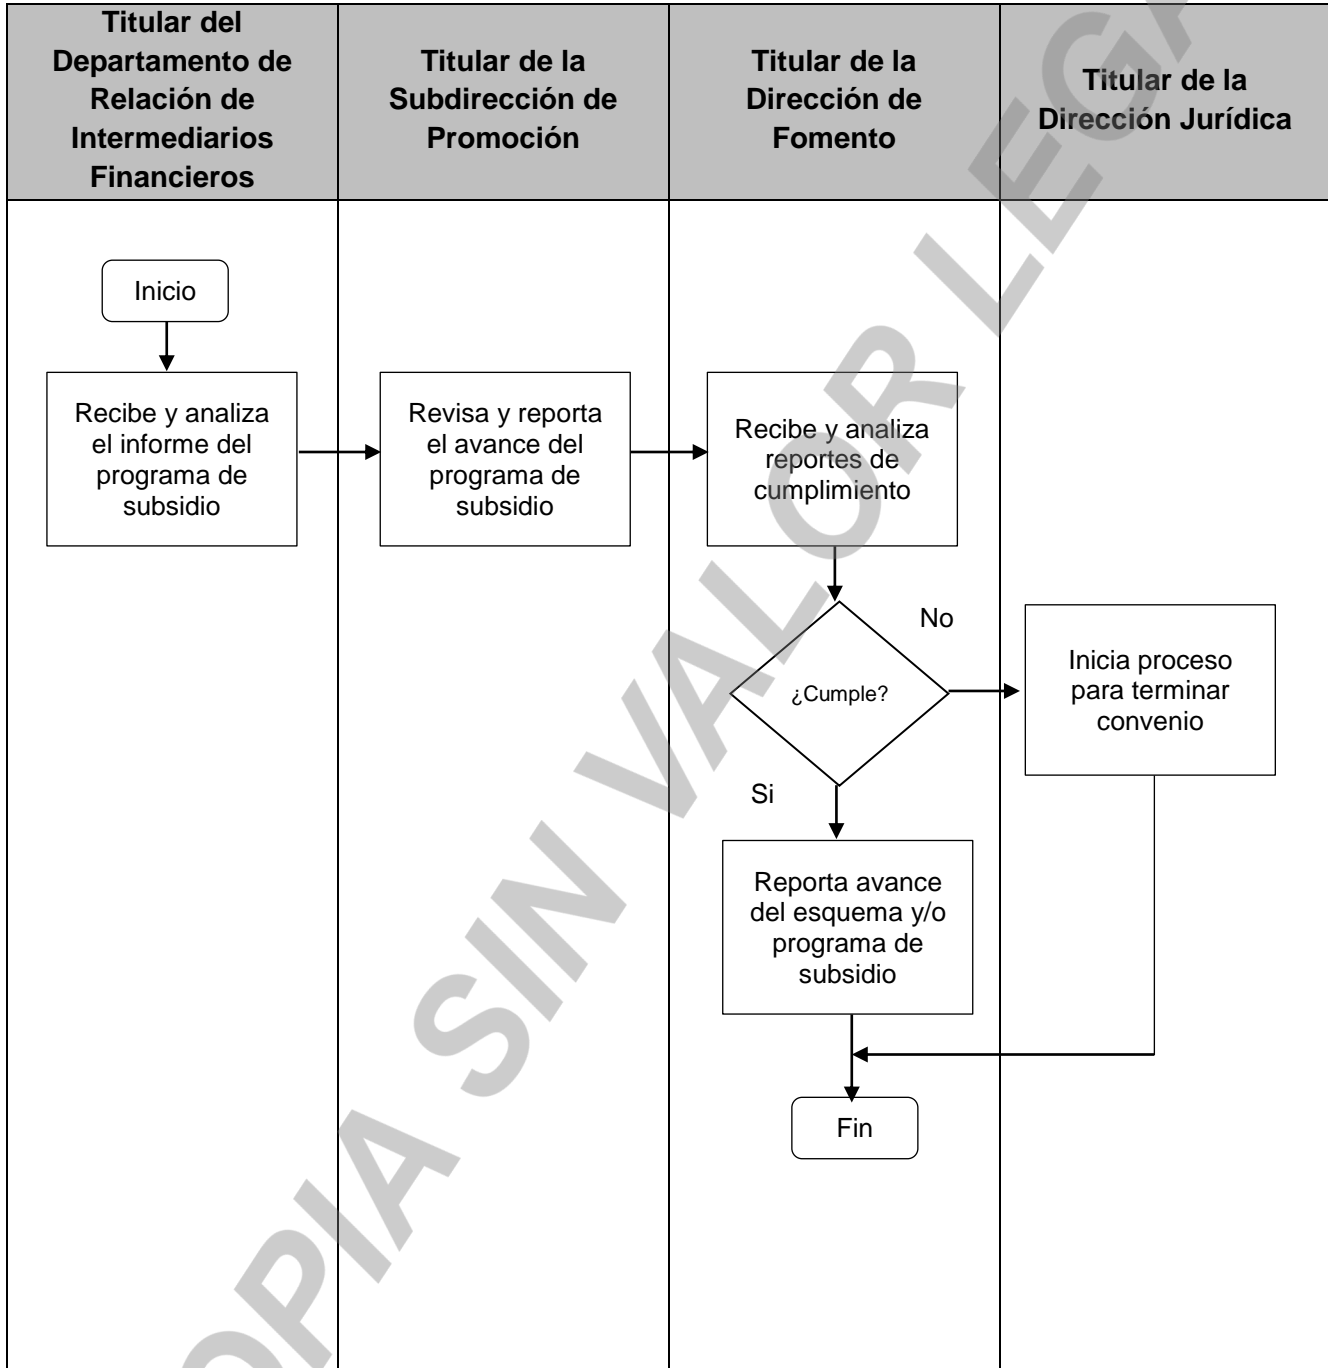 Titular del
Departamento de
Relación de
Intermediarios
Financieros
Titular de la
Subdirección de
Promoción
Titular de la
Dirección de
Fomento
Titular de la
Dirección Jurídica
Inicio
Recibe y analiza
el informe del
programa de
subsidio
Revisa y reporta
el avance del
programa de
subsidio
Recibe y analiza
reportes de
cumplimiento
¿Cumple?
No
Inicia proceso
para terminar
convenio
Si
Reporta avance
del esquema y/o
programa de
subsidio
Fin
OPIA SIN VALOR LEGA